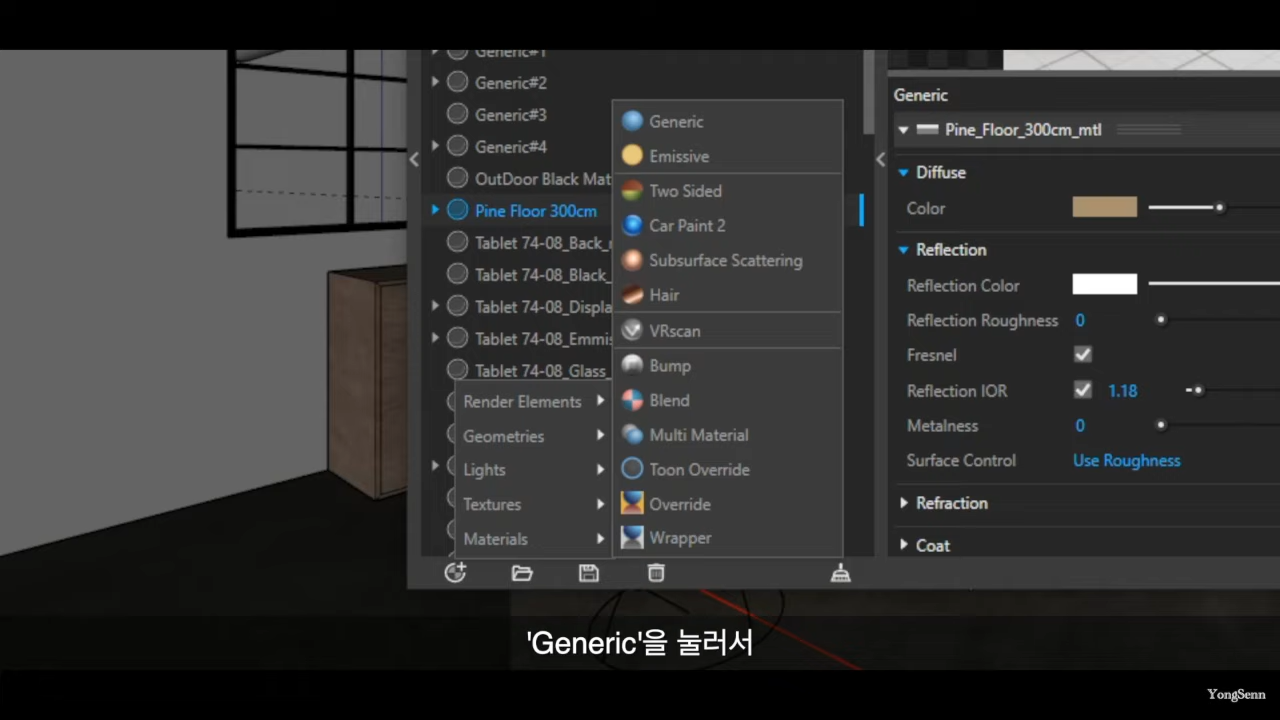 Generic#1
Generic#2
Generic#3
Generic#4
OutDoor Black Mat
Pine Floor 300cm
Tablet 74-08_Back_
Tablet 74-08_Black_
Tablet 74-08_Displa
Tablet 74-08_Emmis
Tablet 74-08_Glass_
Render Elements
Geometries
Lights
Textures
Materials
Generic
Emissive
Two Sided
Car Paint 2
Subsurface Scattering
Hair
VRscan
Bump
Blend
Multi Material
Toon Override
Override
Wrapper
Generic
Pine_Floor_300cm_mtl
Diffuse
Color
Reflection
Reflection Color
Reflection Roughness 0
Fresnel
Reflection IOR 1.18
Metalness 0
Surface Control Use Roughness
Refraction
Coat
'Generic'을 눌러서
YongSenn